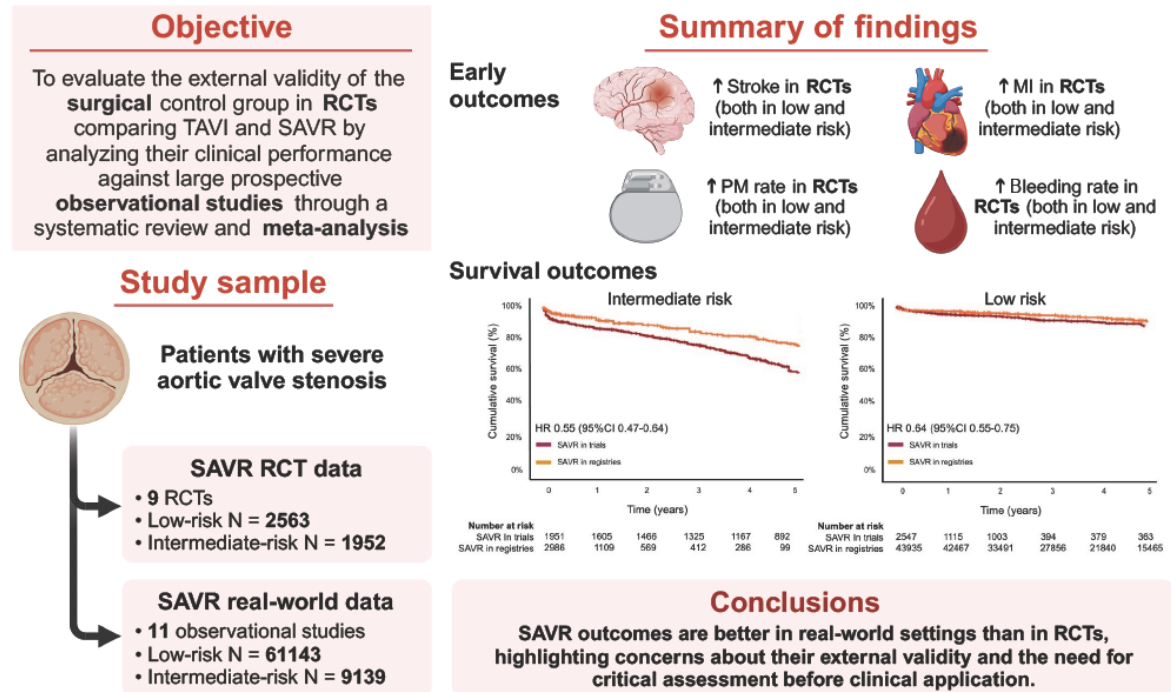 Objective
To evaluate the external validity of the
surgical control group in RCTs
comparing TAVI and SAVR by
analyzing their clinical performance
against large prospective
observational studies through a
systematic review and meta-analysis
Study sample
Patients with severe
aortic valve stenosis
SAVR RCT data
• 9 RCTs
• Low-risk N = 2563
• Intermediate-risk N = 1952
SAVR real-world data
• 11 observational studies
• Low-risk N = 61143
• Intermediate-risk N = 9139
Summary of findings
Early
outcomes
↑ Stroke in RCTs
(both in low and
intermediate risk)
↑ MI in RCTs
(both in low and
intermediate risk)
↑ PM rate in RCTs
(both in low and
intermediate risk)
↑ Bleeding rate in
RCTs (both in low and
intermediate risk)
Survival outcomes
Intermediate risk
Cumulative survival (%)
100%
80%
60%
40%
20%
0%
HR 0.55 (95%CI 0.47-0.64)
SAVR in trials
SAVR in registries
0 1 2 3 4 5
Time (years)
Number at risk
SAVR In trials 1951 1605 1466 1325 1167 892
SAVR in registries 2986 1109 569 412 286 99
Low risk
Cumulative survival (%)
100%
80%
60%
40%
20%
0%
HR 0.64 (95%CI 0.55-0.75)
SAVR in trials
SAVR in registries
0 1 2 3 4 5
Time (years)
Number at risk
SAVR In trials 2547 1115 1003 394 379 363
SAVR in registries 43935 42467 33491 27856 21840 15465
Conclusions
SAVR outcomes are better in real-world settings than in RCTs,
highlighting concerns about their external validity and the need for
critical assessment before clinical application.